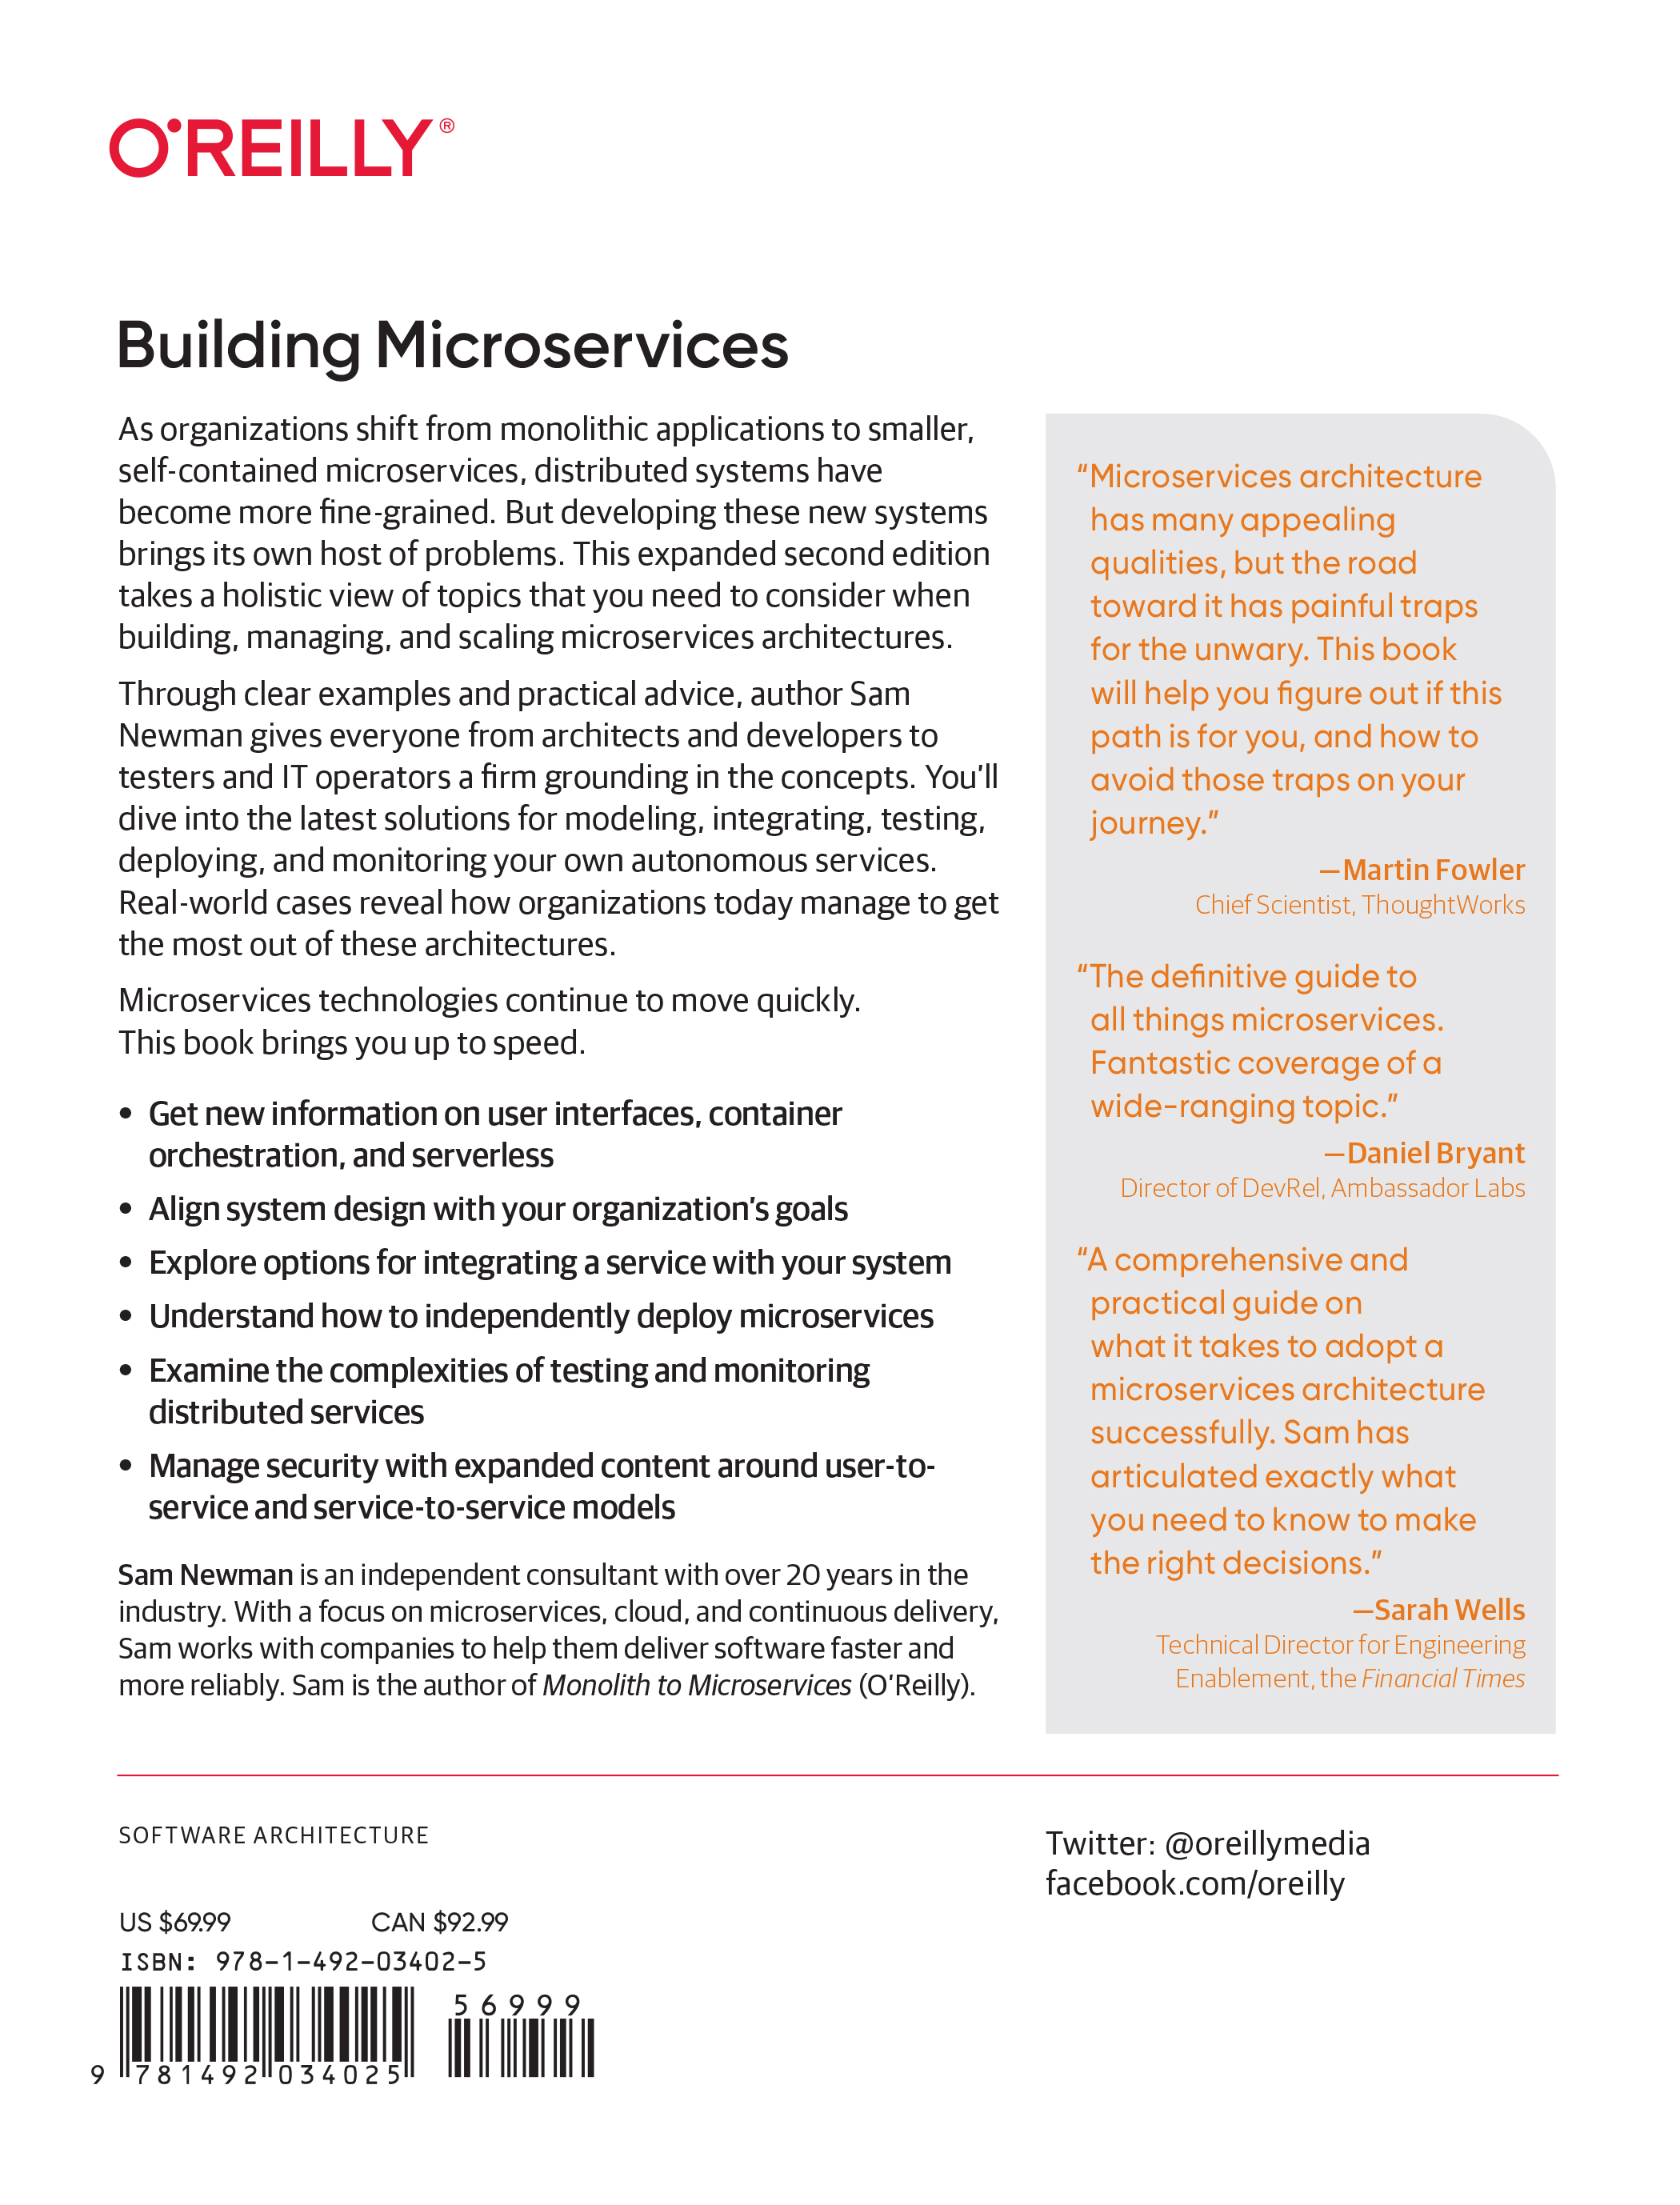 O'REILLY®
Building Microservices
As organizations shift from monolithic applications to smaller,
self-contained microservices, distributed systems have
become more fine-grained. But developing these new systems
brings its own host of problems. This expanded second edition
takes a holistic view of topics that you need to consider when
building, managing, and scaling microservices architectures.
Through clear examples and practical advice, author Sam
Newman gives everyone from architects and developers to
testers and IT operators a firm grounding in the concepts. You’ll
dive into the latest solutions for modeling, integrating, testing,
deploying, and monitoring your own autonomous services.
Real-world cases reveal how organizations today manage to get
the most out of these architectures.
Microservices technologies continue to move quickly.
This book brings you up to speed.
• Get new information on user interfaces, container
orchestration, and serverless
• Align system design with your organization’s goals
• Explore options for integrating a service with your system
• Understand how to independently deploy microservices
• Examine the complexities of testing and monitoring
distributed services
• Manage security with expanded content around user-to-
service and service-to-service models
Sam Newman is an independent consultant with over 20 years in the
industry. With a focus on microservices, cloud, and continuous delivery,
Sam works with companies to help them deliver software faster and
more reliably. Sam is the author of Monolith to Microservices (O’Reilly).
“Microservices architecture
has many appealing
qualities, but the road
toward it has painful traps
for the unwary. This book
will help you figure out if this
path is for you, and how to
avoid those traps on your
journey.”
—Martin Fowler
Chief Scientist, ThoughtWorks
“The definitive guide to
all things microservices.
Fantastic coverage of a
wide-ranging topic.”
—Daniel Bryant
Director of DevRel, Ambassador Labs
“A comprehensive and
practical guide on
what it takes to adopt a
microservices architecture
successfully. Sam has
articulated exactly what
you need to know to make
the right decisions.”
—Sarah Wells
Technical Director for Engineering
Enablement, the Financial Times
SOFTWARE ARCHITECTURE
US $69.99 CAN $92.99
ISBN: 978-1-492-03402-5
5 6 9 9 9
9 781492 034025
Twitter: @oreillymedia
facebook.com/oreilly